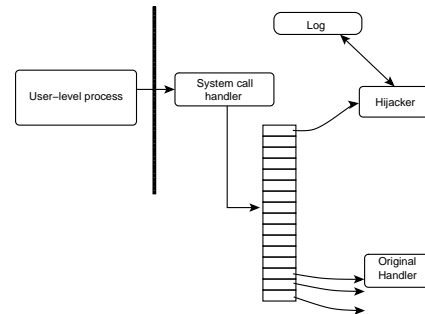 Log
User–level process
System call
handler
Hijacker
Original
Handler